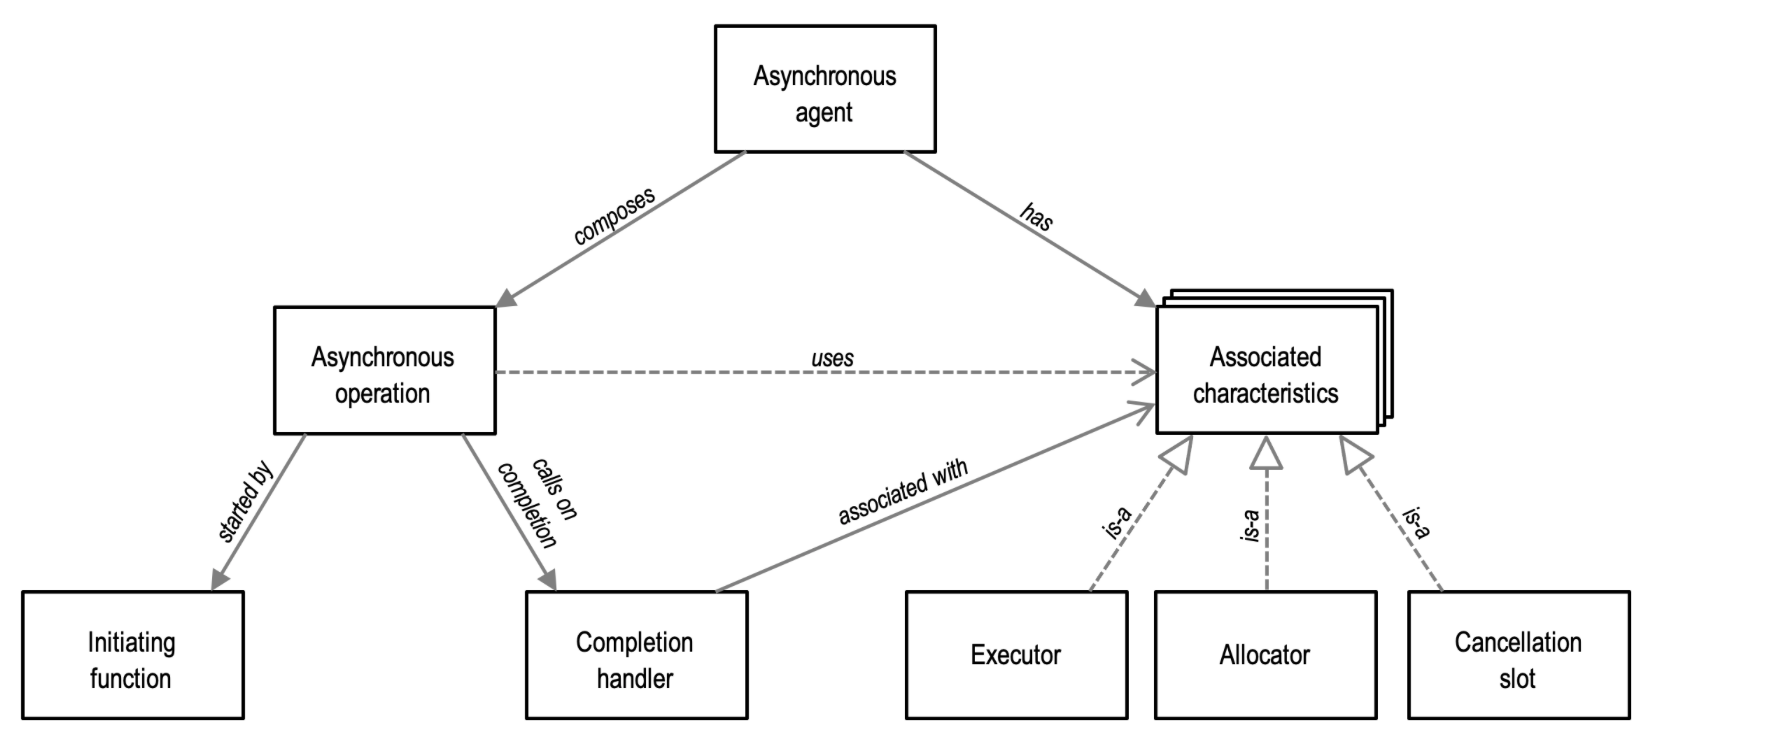 Asynchronous
agent
composes
has
Asynchronous
operation
uses
Associated
characteristics
started by
calls on
completion
associated with
is-a
is-a
is-a
Initiating
function
Completion
handler
Executor
Allocator
Cancellation
slot